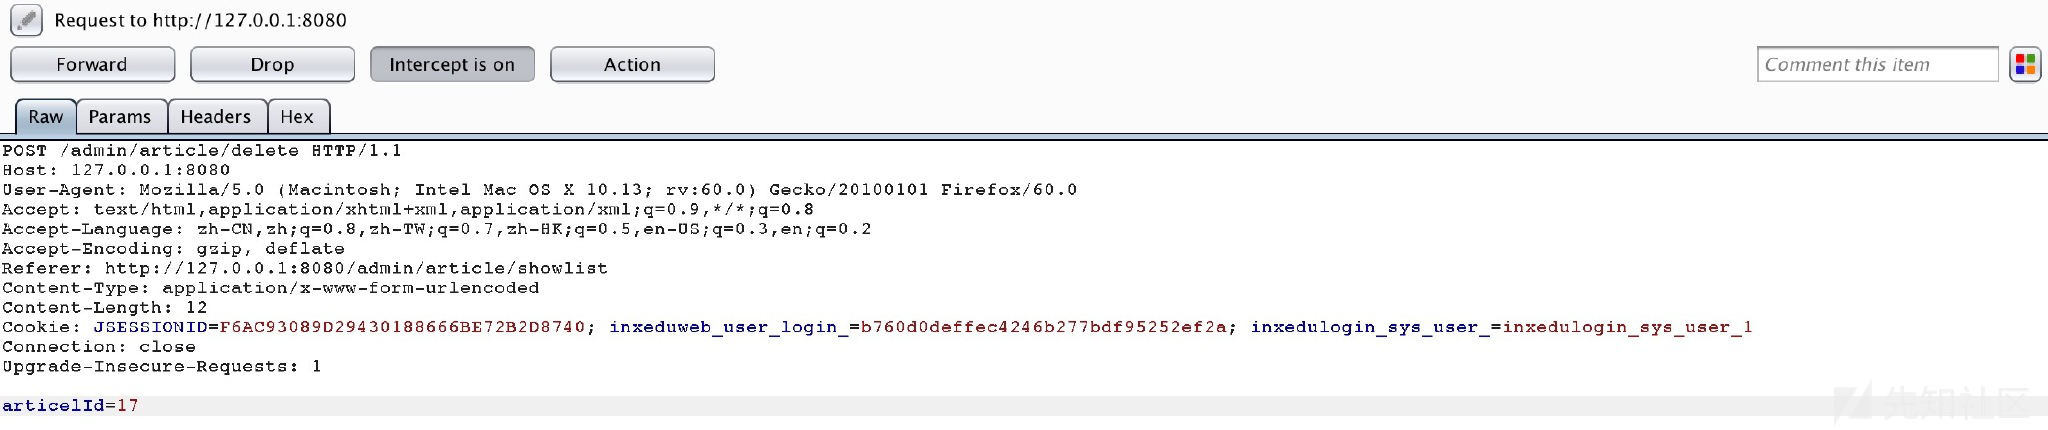 Request to http://127.0.0.1:8080
Forward Drop Intercept is on Action Comment this item
Raw Params Headers Hex
POST /admin/article/delete HTTP/1.1
Host: 127.0.0.1:8080
User-Agent: Mozilla/5.0 (Macintosh; Intel Mac OS X 10.13; rv:60.0) Gecko/20100101 Firefox/60.0
Accept: text/html,application/xhtml+xml,application/xml;q=0.9,*/*;q=0.8
Accept-Language: zh-CN,zh;q=0.8,zh-TW;q=0.7,zh-HK;q=0.5,en-US;q=0.3,en;q=0.2
Accept-Encoding: gzip, deflate
Referer: http://127.0.0.1:8080/admin/article/showlist
Content-Type: application/x-www-form-urlencoded
Content-Length: 12
Cookie: JSESSIONID=F6AC93089D29430188666BE72B2D8740; inxeduweb_user_login_=b760d0deffec4246b277bdf95252ef2a; inxedulogin_sys_user_=inxedulogin_sys_user_1
Connection: close
Upgrade-Insecure-Requests: 1
articelId=17
先知社区